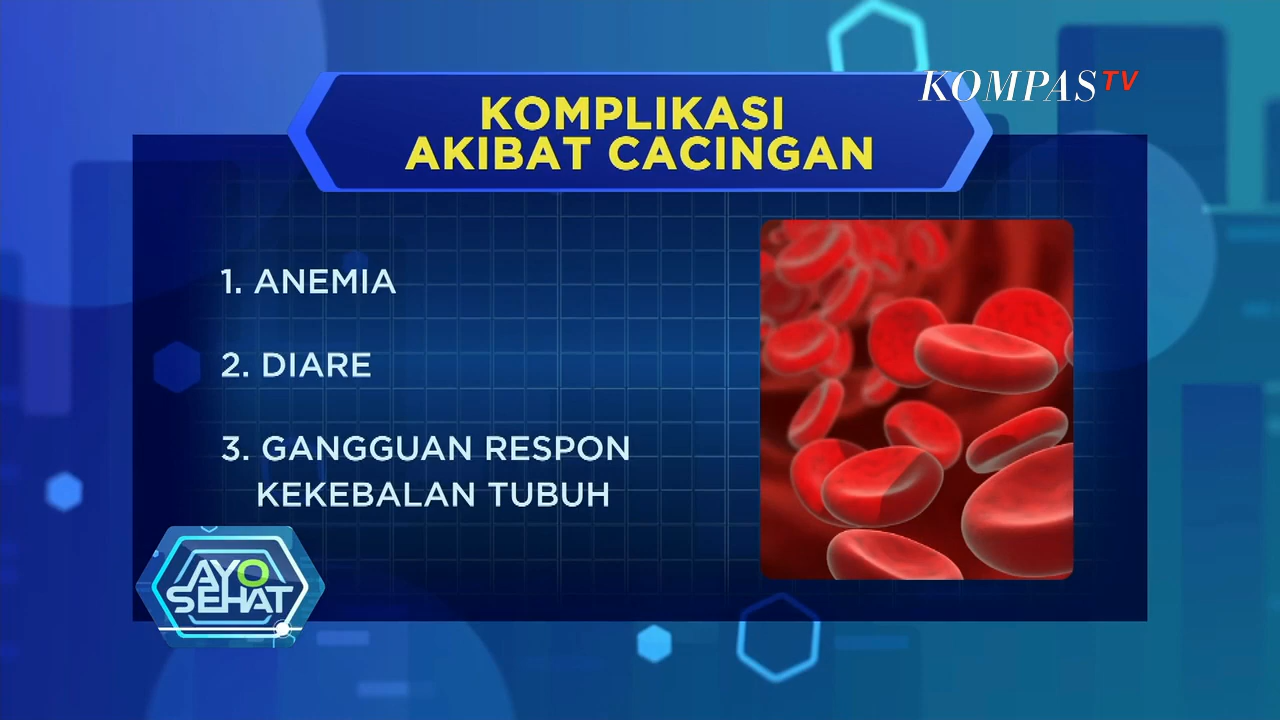 KOMPAS TV
KOMPLIKASI
AKIBAT CACINGAN
1. ANEMIA
2. DIARE
3. GANGGUAN RESPON
KEKEBALAN TUBUH
AYO
SEHAT